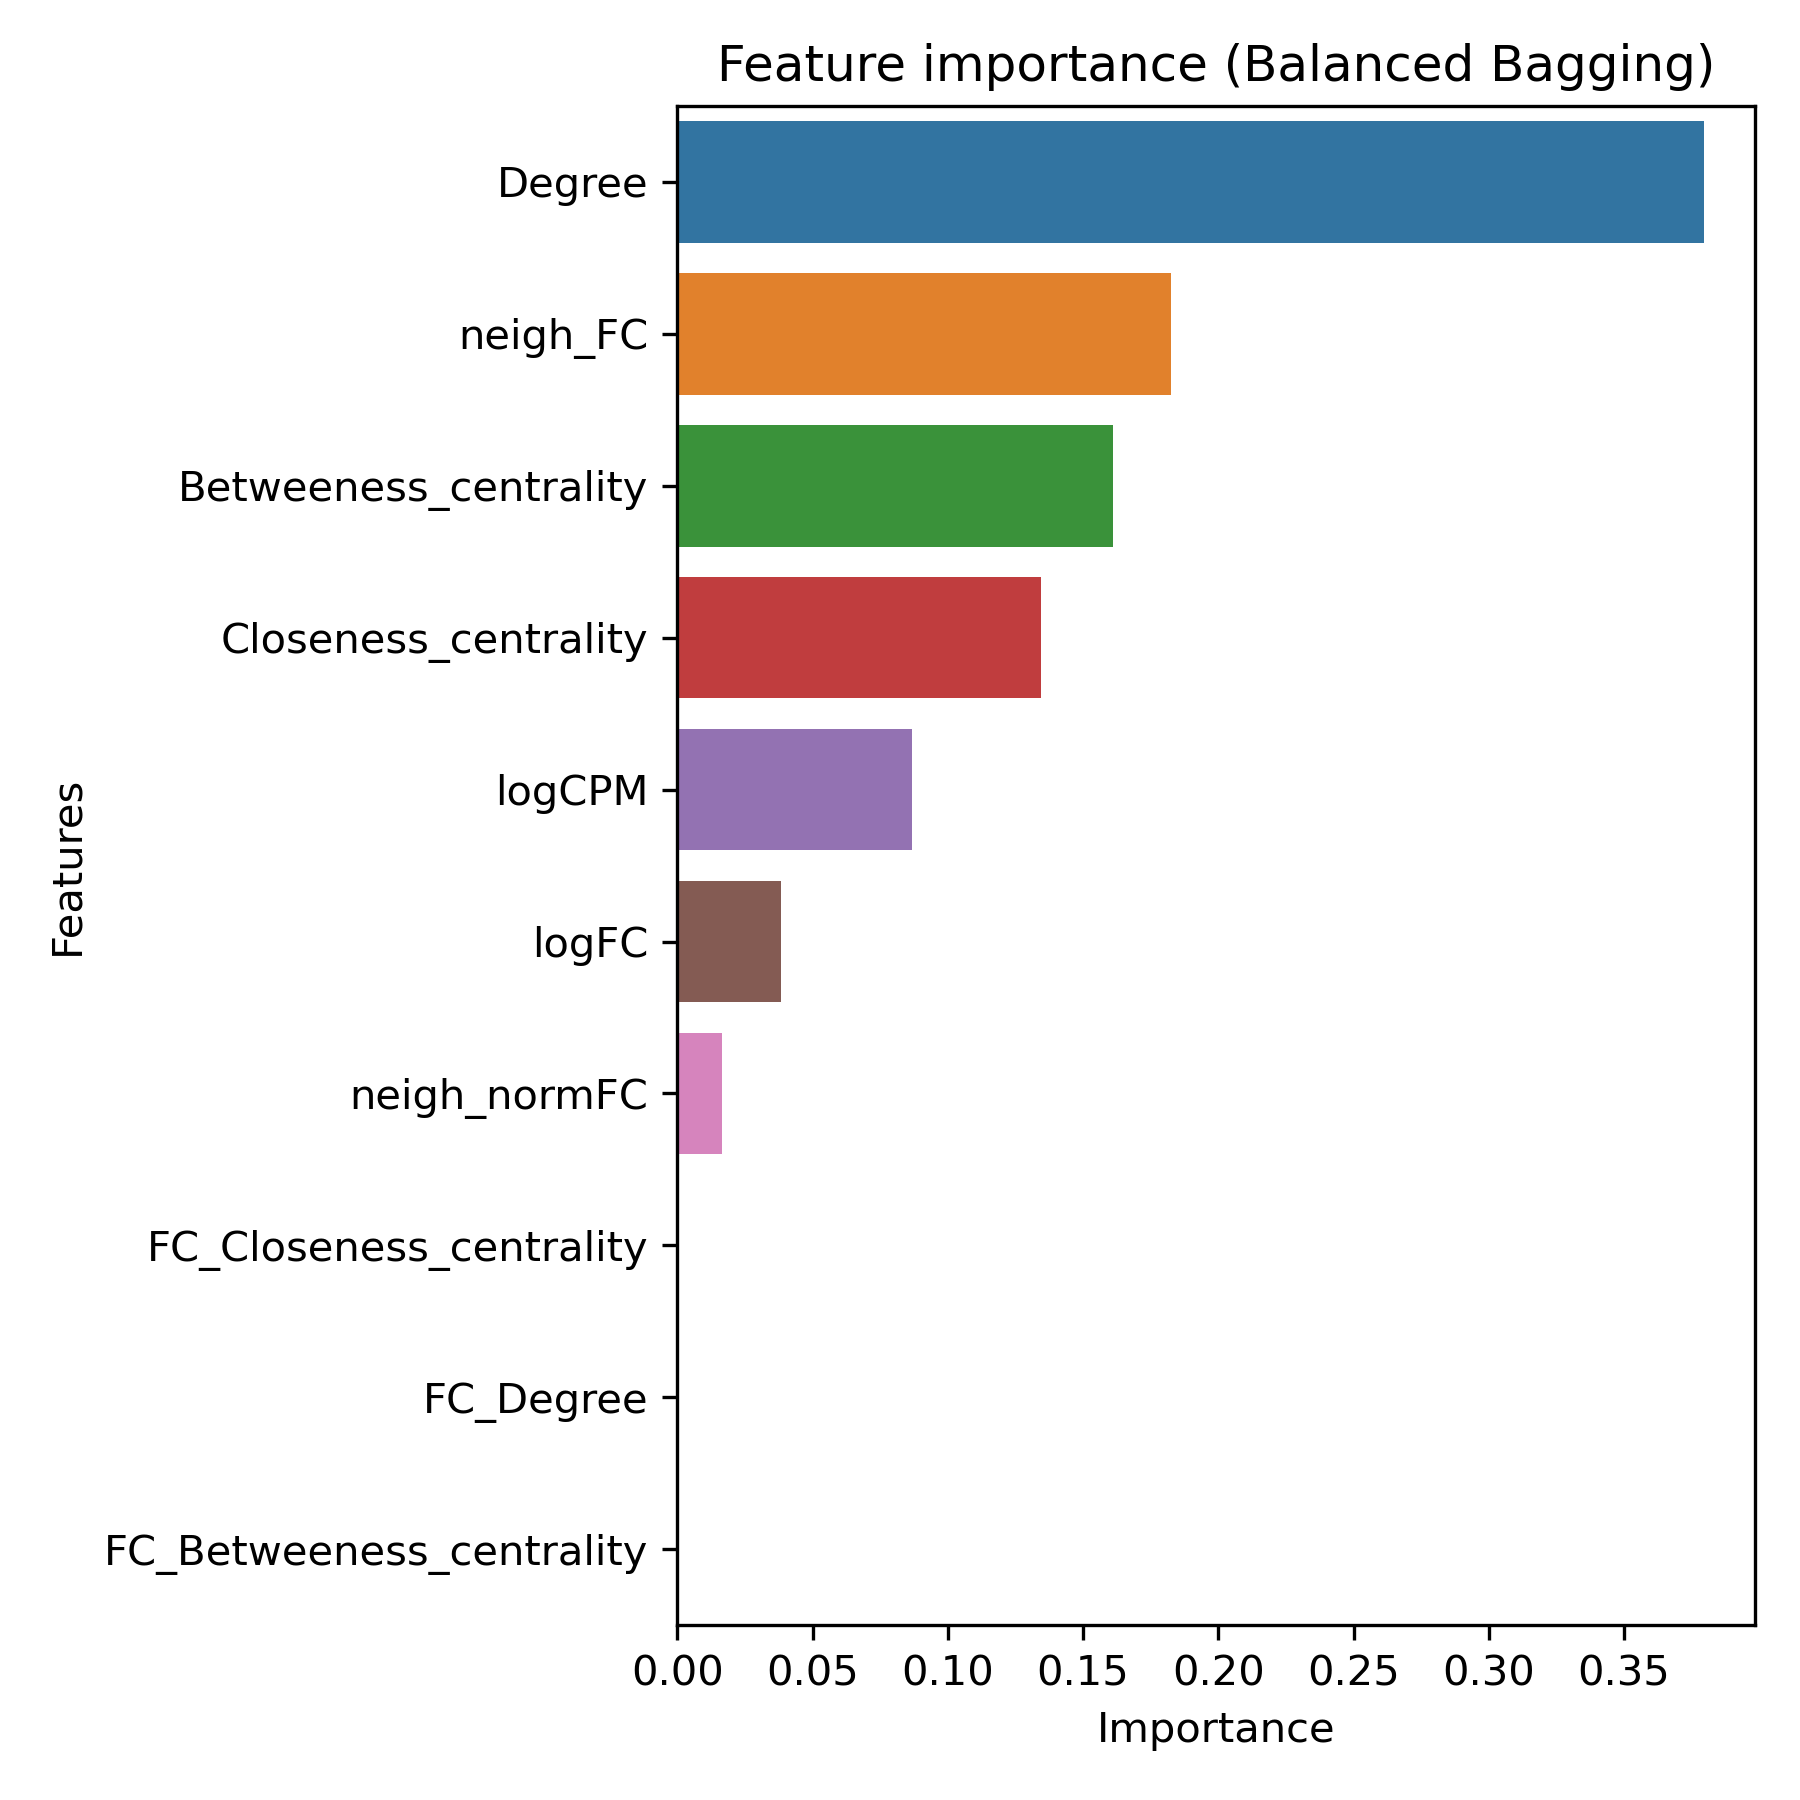 Feature importance (Balanced Bagging)
Degree
neigh_FC
Betweeness_centrality
Closeness_centrality
logCPM
logFC
neigh_normFC
FC_Closeness_centrality
FC_Degree
FC_Betweeness_centrality
Features
0.00 0.05 0.10 0.15 0.20 0.25 0.30 0.35
Importance